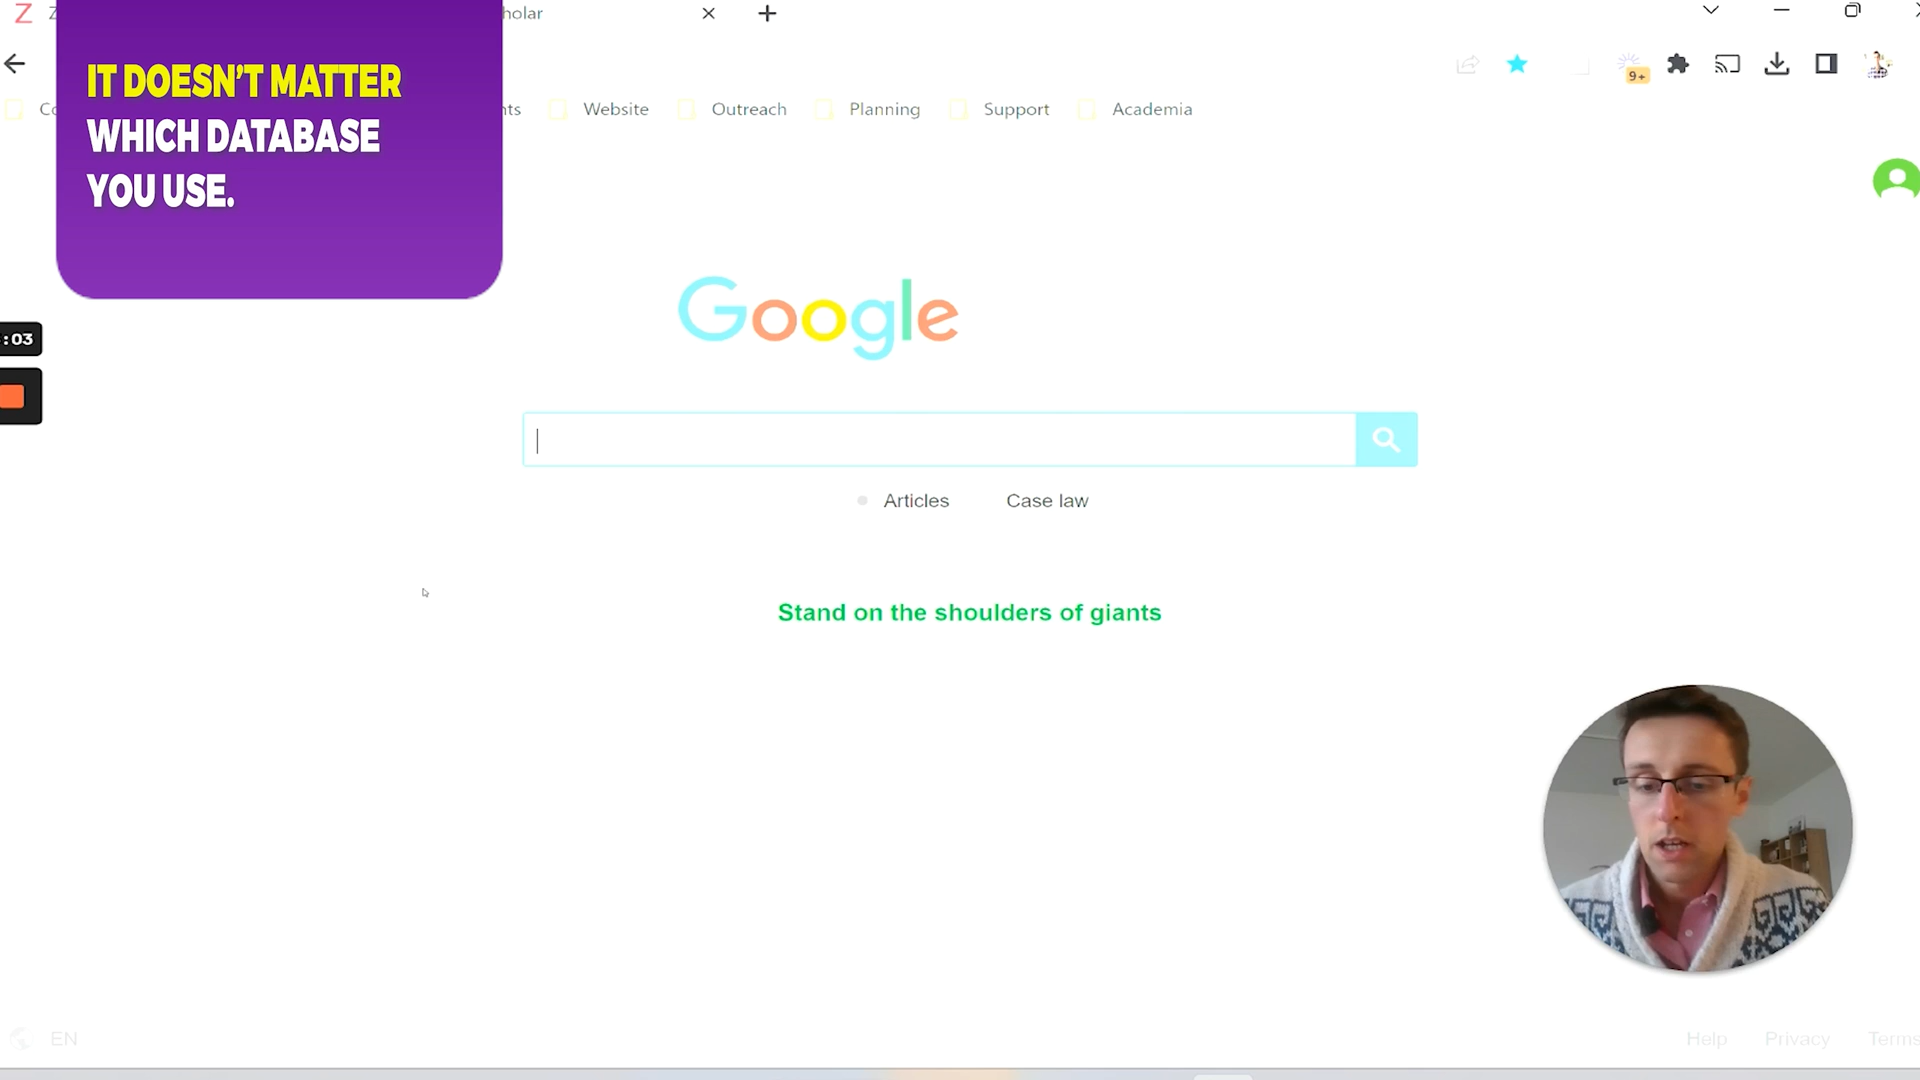 holar
IT DOESN'T MATTER
WHICH DATABASE
YOU USE.
9+
Website
Outreach
Planning
Support
Academia
:03
Google
Articles
Case law
Stand on the shoulders of giants
EN
Help
Privacy
Terms